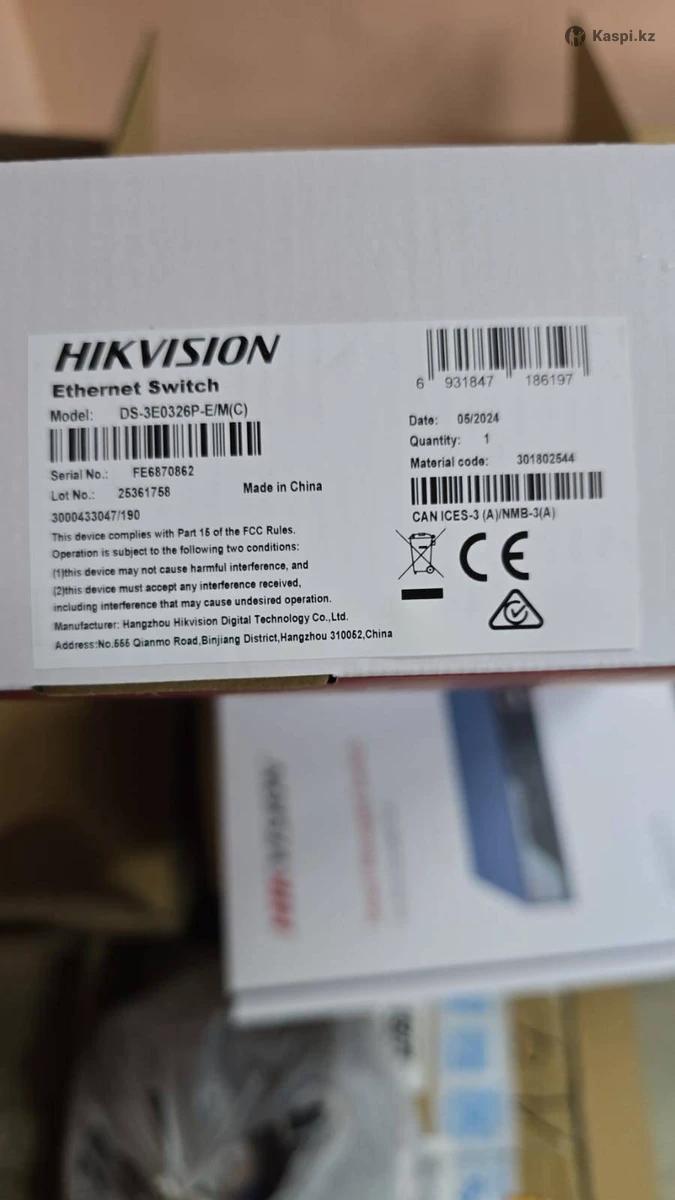 Kaspi.kz
HIKVISION
Ethernet Switch
Model: DS-3E0326P-E/M(C)
Serial No.: FE6870862
Lot No.: 25361758
Made in China
3000433047/190
This device complies with Part 15 of the FCC Rules.
Operation is subject to the following two conditions:
(1)this device may not cause harmful interference, and
(2)this device must accept any interference received,
including interference that may cause undesired operation.
Manufacturer: Hangzhou Hikvision Digital Technology Co.,Ltd.
Address:No.555 Qianmo Road,Binjiang District,Hangzhou 310052,China
6 931847 186197
Date: 05/2024
Quantity: 1
Material code: 301802544
CAN ICES-3 (A)/NMB-3(A)
CE
HIKVISION